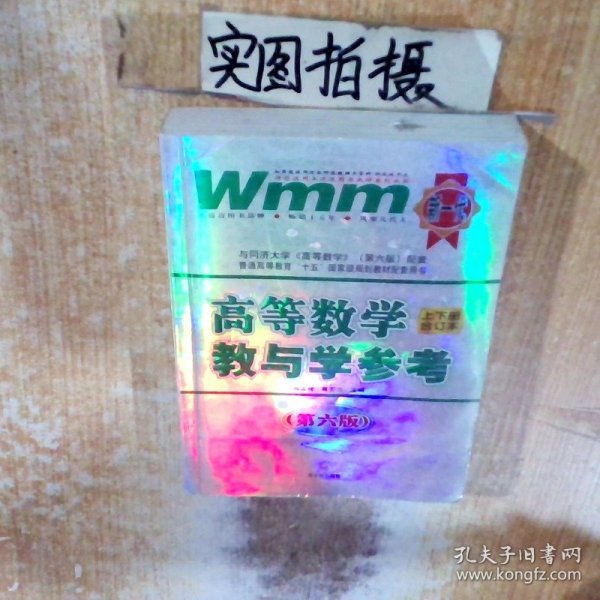 实图拍摄
Wmm
与同济大学《高等数学》(第六版)配套
普通高等教育“十五”国家级规划教材配套用书
高等数学
上下册
合订本
教与学参考
(第六版)
孔夫子旧书网
www.kongfz.com